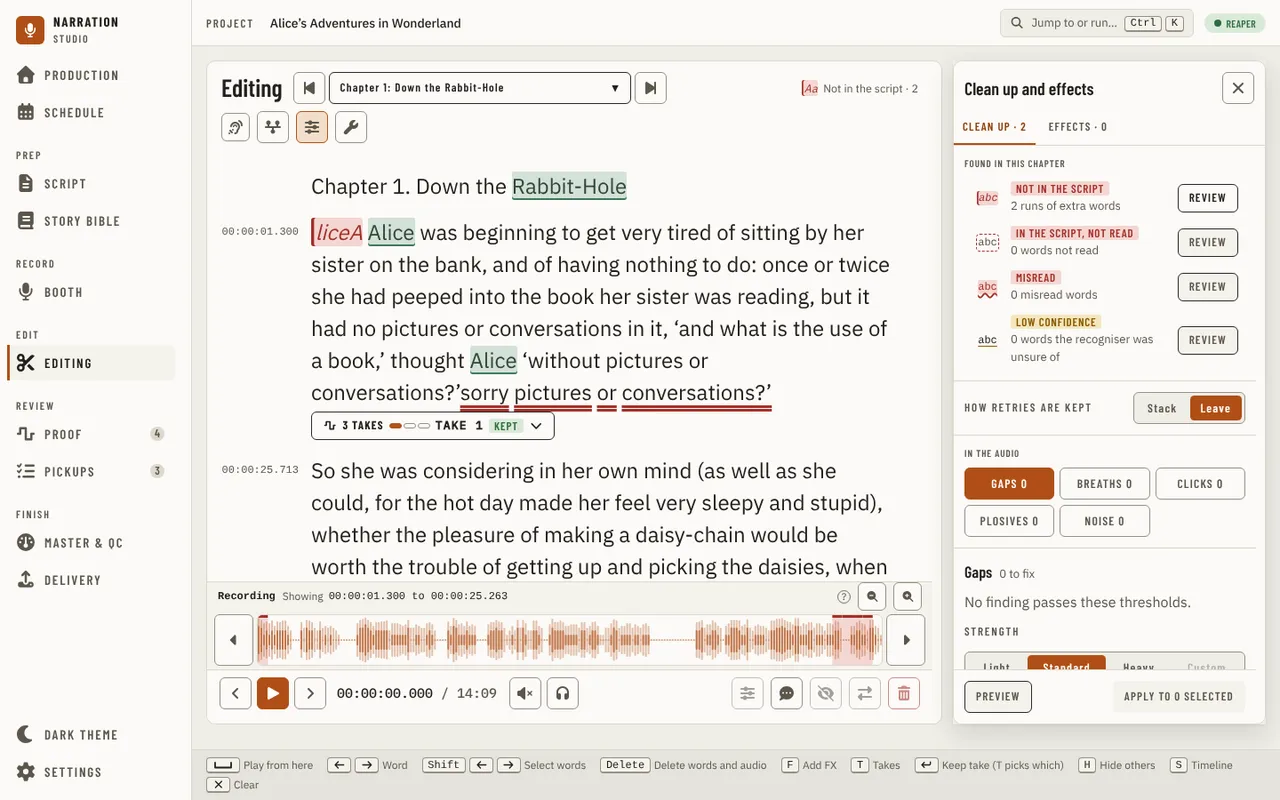 NARRATION
STUDIO
PRODUCTION
SCHEDULE
PREP
SCRIPT
STORY BIBLE
RECORD
BOOTH
EDIT
EDITING
REVIEW
PROOF 4
PICKUPS 3
FINISH
MASTER & QC
DELIVERY
DARK THEME
SETTINGS
PROJECT Alice's Adventures in Wonderland
Jump to or run... Ctrl K
REAPER
Editing
Chapter 1: Down the Rabbit-Hole
Aa Not in the script · 2
Chapter 1. Down the Rabbit-Hole
00:00:01.300 liceA Alice was beginning to get very tired of sitting by her
sister on the bank, and of having nothing to do: once or twice
she had peeped into the book her sister was reading, but it
had no pictures or conversations in it, ‘and what is the use of
a book,’ thought Alice ‘without pictures or
conversations?’sorry pictures or conversations?’
3 TAKES TAKE 1 KEPT
00:00:25.713 So she was considering in her own mind (as well as she
could, for the hot day made her feel very sleepy and stupid),
whether the pleasure of making a daisy-chain would be
worth the trouble of getting up and picking the daisies, when
Recording Showing 00:00:01.300 to 00:00:25.263 ?
00:00:00.000 / 14:09
Clean up and effects
CLEAN UP · 2 EFFECTS · 0
FOUND IN THIS CHAPTER
abc NOT IN THE SCRIPT
2 runs of extra words
REVIEW
abc IN THE SCRIPT, NOT READ
0 words not read
REVIEW
abc MISREAD
0 misread words
REVIEW
abc LOW CONFIDENCE
0 words the recogniser was
unsure of
REVIEW
HOW RETRIES ARE KEPT Stack Leave
IN THE AUDIO
GAPS 0 BREATHS 0 CLICKS 0
PLOSIVES 0 NOISE 0
Gaps 0 to fix
No finding passes these thresholds.
STRENGTH
Light Standard Heavy Custom
PREVIEW APPLY TO 0 SELECTED
Play from here Word Shift Select words Delete Delete words and audio F Add FX T Takes Keep take (T picks which) H Hide others S Timeline
Clear